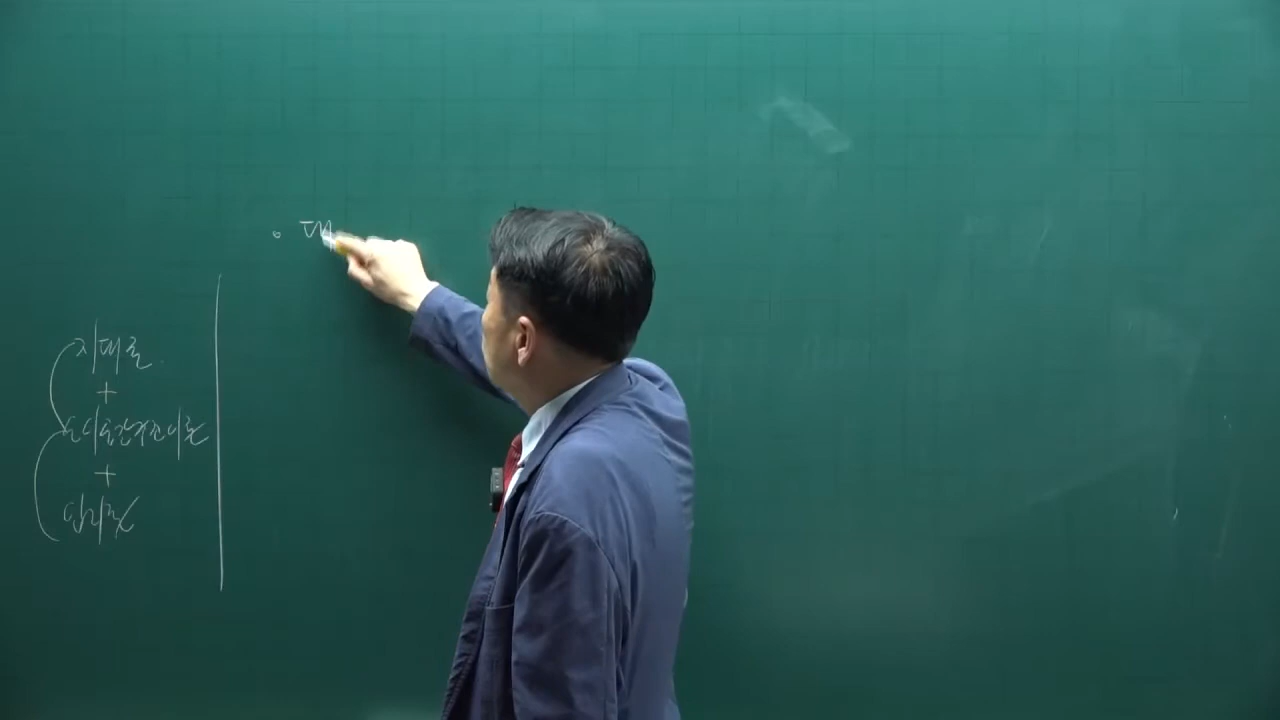 지대론
+
도시공간구조이론
+
입지론